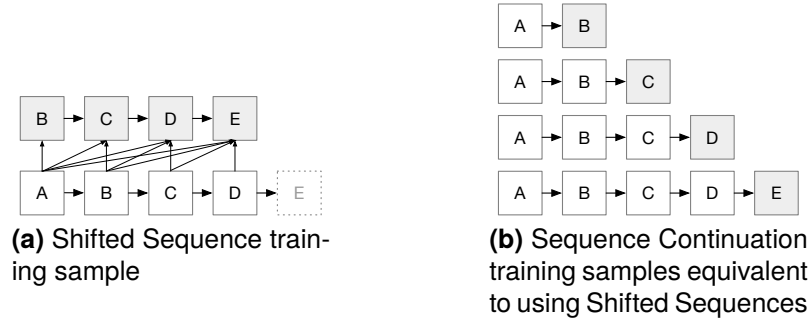 B C D E
A B C D E
(a) Shifted Sequence train-
ing sample
A B
A B C
A B C D
A B C D E
(b) Sequence Continuation
training samples equivalent
to using Shifted Sequences